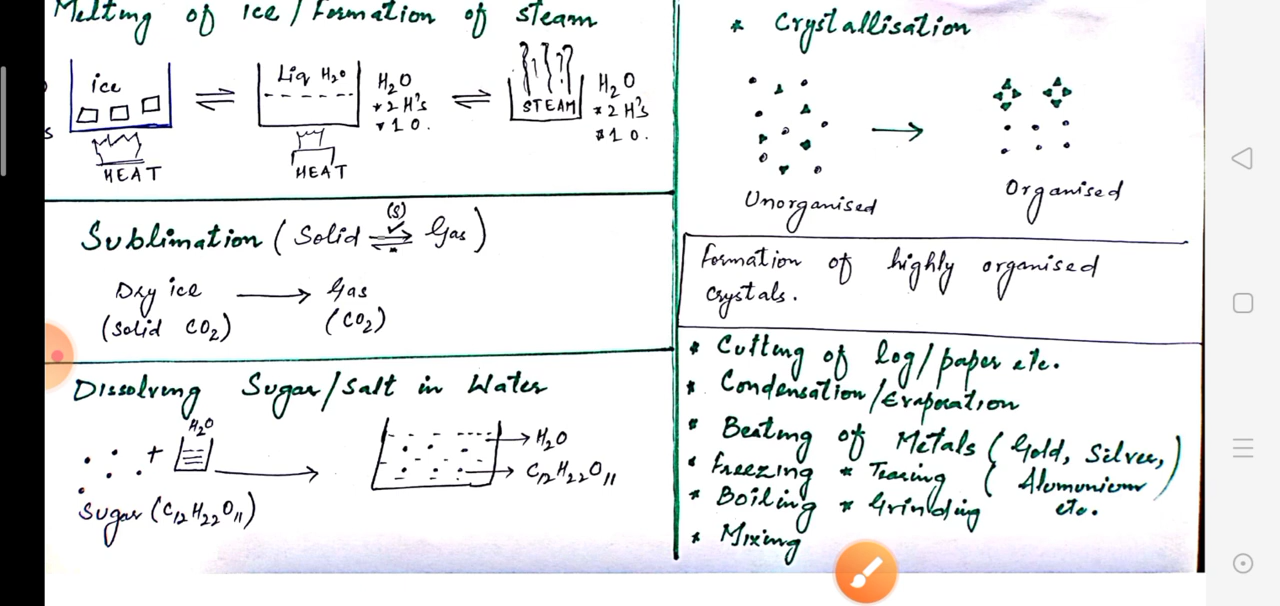 Melting of ice / Formation of steam
ice
HEAT
Liq H₂O
HEAT
H₂O
* 2 H's
* 1 O.
STEAM
H₂O
* 2 H's
* 1 O.
s
Sublimation (Solid ⇌ Gas)
(s)
Dry ice ⟶ Gas
(Solid CO₂) (CO₂)
Dissolving Sugar/Salt in Water
H₂O
+
→ H₂O
→ C₁₂H₂₂O₁₁
Sugar (C₁₂H₂₂O₁₁)
* Crystallisation
Unorganised
Organised
Formation of highly organised
crystals.
* Cutting of log/paper etc.
* Condensation/Evaporation
* Beating of Metals (Gold, Silver,
Alumunium
etc.)
* Freezing * Tearing
* Boiling * Grinding
* Mixing